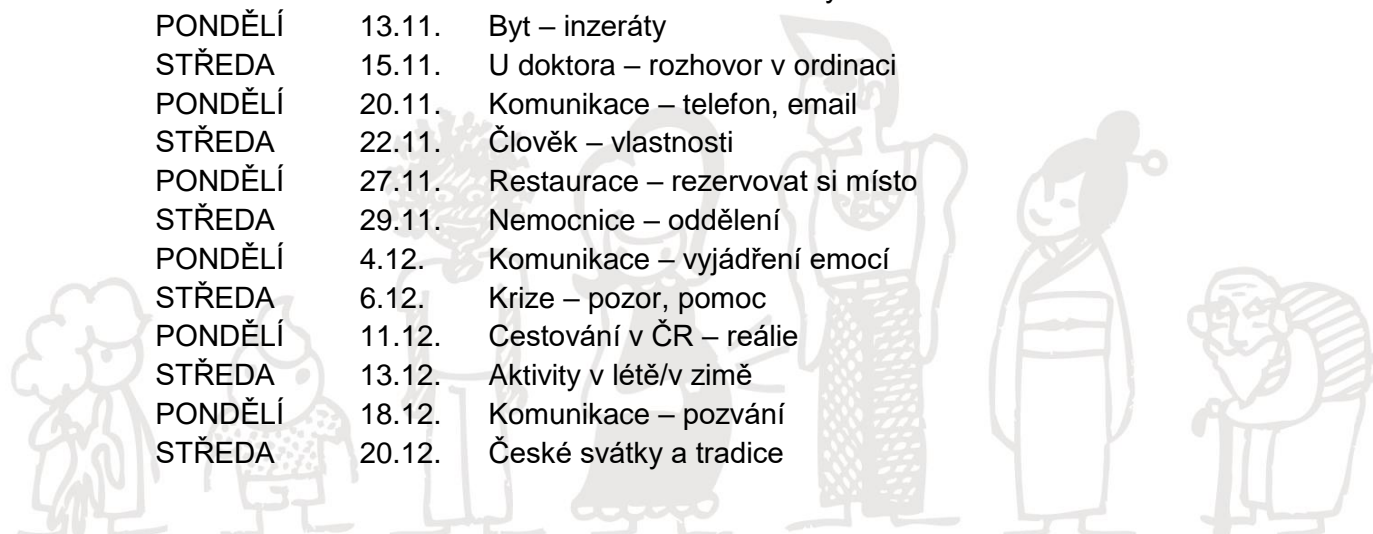 PONDĚLÍ 13.11. Byt – inzeráty
STŘEDA 15.11. U doktora – rozhovor v ordinaci
PONDĚLÍ 20.11. Komunikace – telefon, email
STŘEDA 22.11. Člověk – vlastnosti
PONDĚLÍ 27.11. Restaurace – rezervovat si místo
STŘEDA 29.11. Nemocnice – oddělení
PONDĚLÍ 4.12. Komunikace – vyjádření emocí
STŘEDA 6.12. Krize – pozor, pomoc
PONDĚLÍ 11.12. Cestování v ČR – reálie
STŘEDA 13.12. Aktivity v létě/v zimě
PONDĚLÍ 18.12. Komunikace – pozvání
STŘEDA 20.12. České svátky a tradice